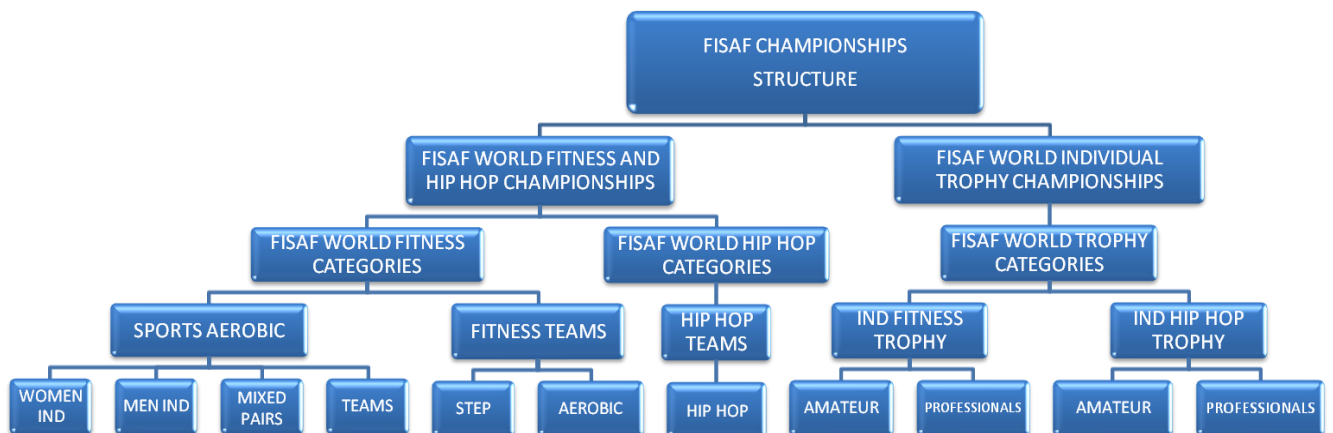 FISAF CHAMPIONSHIPS
STRUCTURE
FISAF WORLD FITNESS AND
HIP HOP CHAMPIONSHIPS
FISAF WORLD INDIVIDUAL
TROPHY CHAMPIONSHIPS
FISAF WORLD FITNESS
CATEGORIES
FISAF WORLD HIP HOP
CATEGORIES
FISAF WORLD TROPHY
CATEGORIES
SPORTS AEROBIC
FITNESS TEAMS
HIP HOP
TEAMS
IND FITNESS
TROPHY
IND HIP HOP
TROPHY
WOMEN
IND
MEN IND
MIXED
PAIRS
TEAMS
STEP
AEROBIC
HIP HOP
AMATEUR
PROFESSIONALS
AMATEUR
PROFESSIONALS